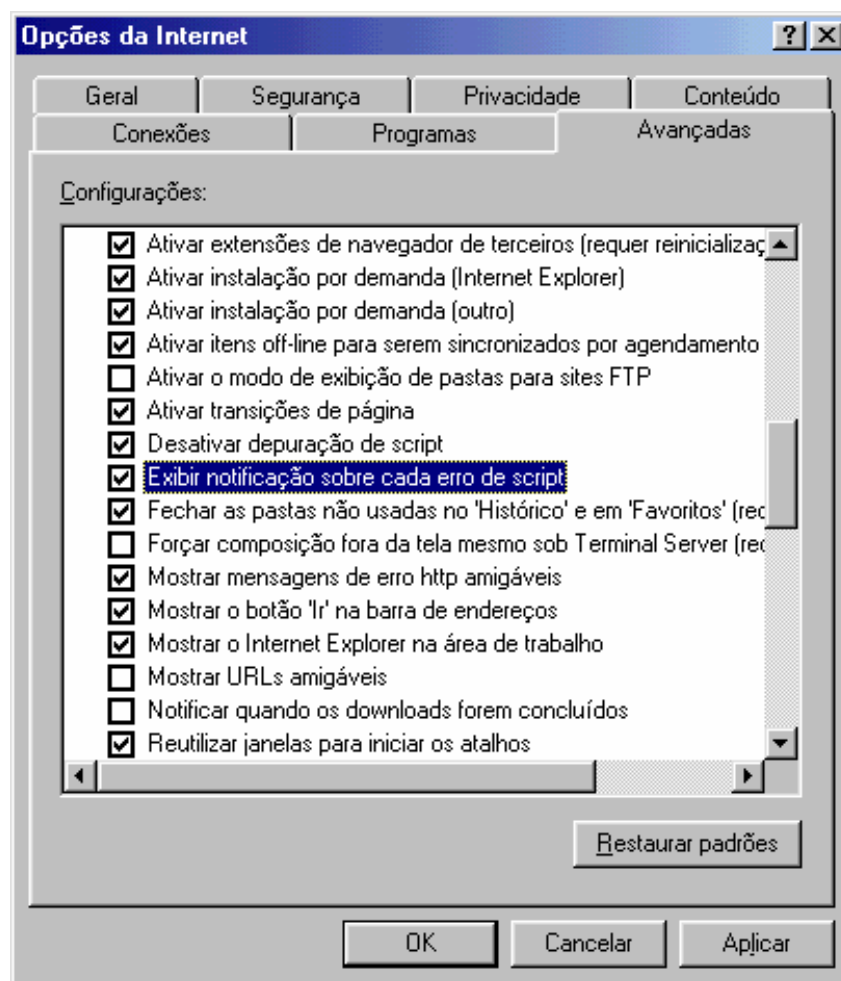 Opções da Internet
Geral Segurança Privacidade Conteúdo
Conexões Programas Avançadas
Configurações:
Ativar extensões de navegador de terceiros (requer reinicializaç
Ativar instalação por demanda (Internet Explorer)
Ativar instalação por demanda (outro)
Ativar itens off-line para serem sincronizados por agendamento
Ativar o modo de exibição de pastas para sites FTP
Ativar transições de página
Desativar depuração de script
Exibir notificação sobre cada erro de script
Fechar as pastas não usadas no 'Histórico' e em 'Favoritos' (req
Forçar composição fora da tela mesmo sob Terminal Server (req
Mostrar mensagens de erro http amigáveis
Mostrar o botão 'Ir' na barra de endereços
Mostrar o Internet Explorer na área de trabalho
Mostrar URLs amigáveis
Notificar quando os downloads forem concluídos
Reutilizar janelas para iniciar os atalhos
Restaurar padrões
OK Cancelar Aplicar